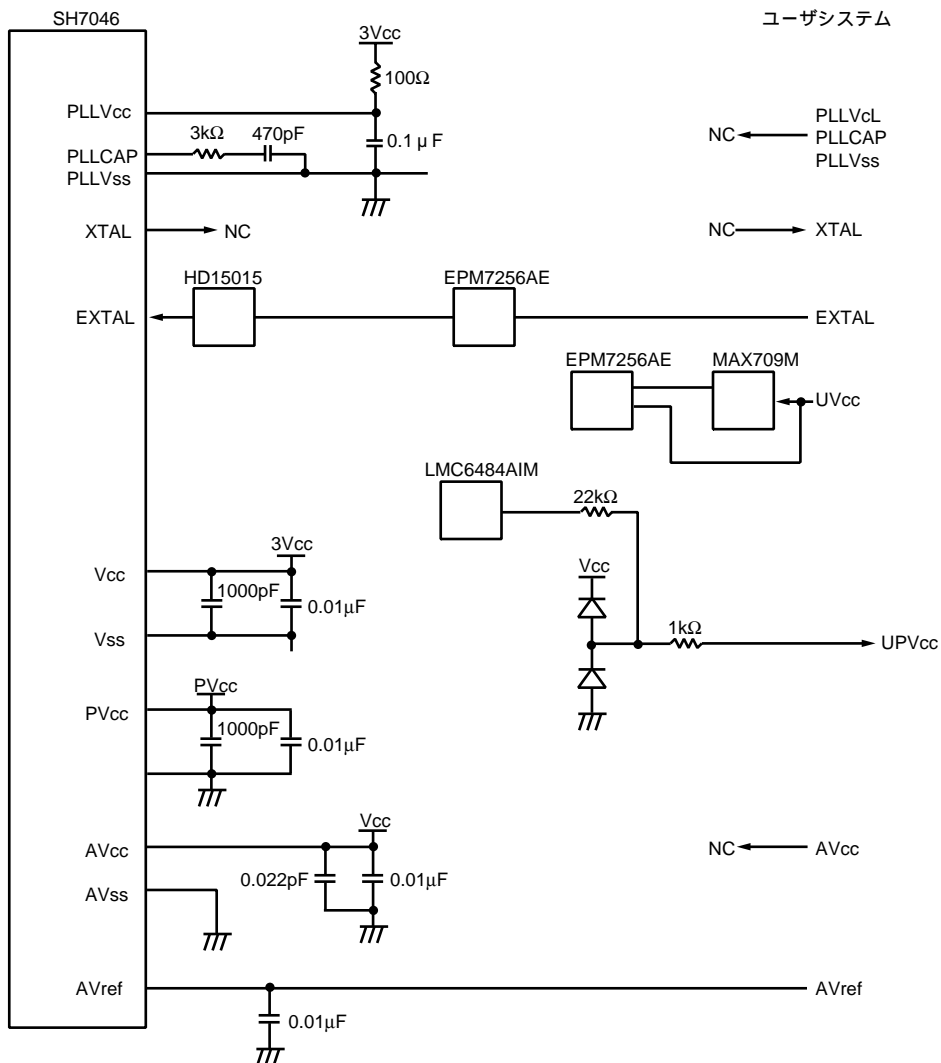 SH7046
ユーザシステム
3Vcc
100Ω
PLLVcc
PLLVcL
3kΩ
470pF
0.1μF
NC
PLLCAP
PLLCAP
PLLVss
PLLVss
XTAL
NC
NC
XTAL
HD15015
EPM7256AE
EXTAL
EXTAL
EPM7256AE
MAX709M
UVcc
LMC6484AIM
22kΩ
3Vcc
Vcc
Vcc
1000pF
0.01μF
1kΩ
Vss
UPVcc
PVcc
PVcc
1000pF
0.01μF
Vcc
AVcc
NC
AVcc
0.022pF
0.01μF
AVss
AVref
AVref
0.01μF